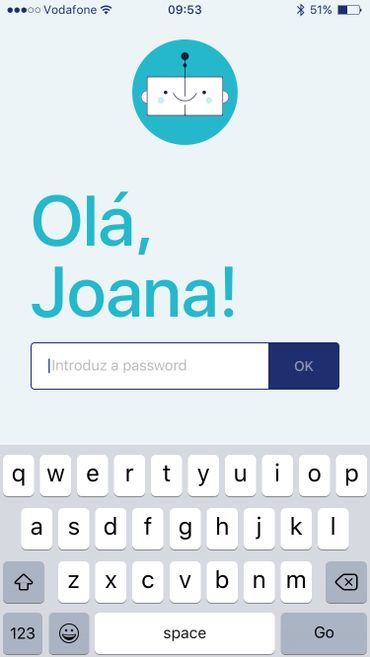 Vodafone 09:53 51%
Olá,
Joana!
Introduz a password OK
q w e r t y u i o p
a s d f g h j k l
z x c v b n m
123 space Go